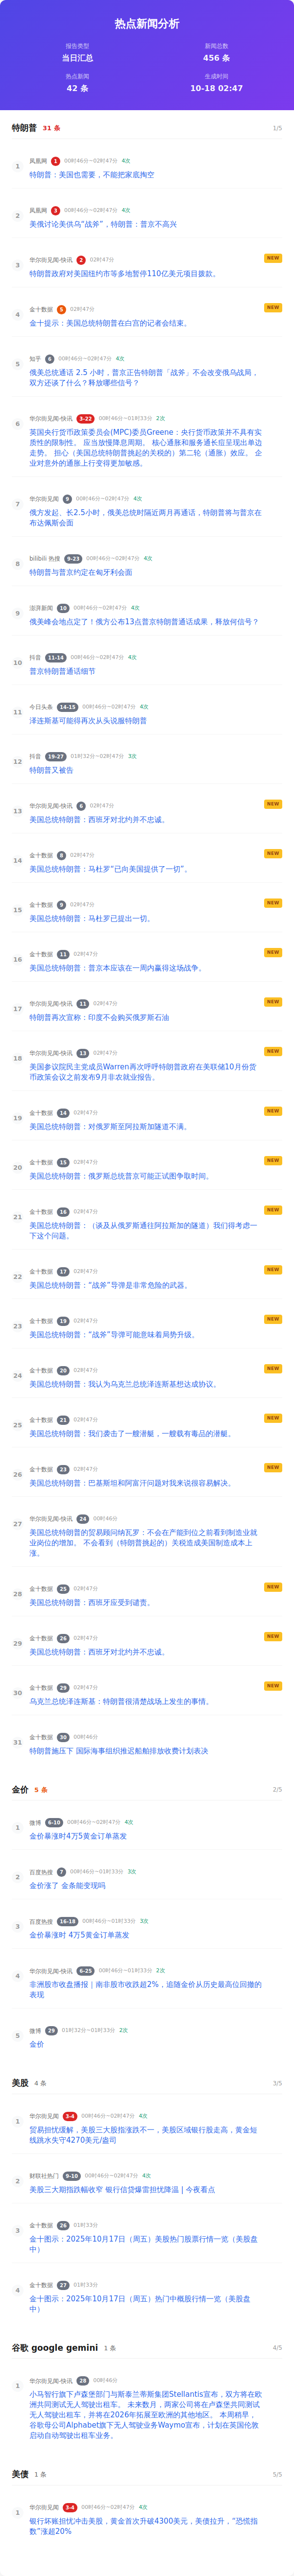 热点新闻分析
报告类型
当日汇总
新闻总数
456 条
热点新闻
42 条
生成时间
10-18 02:47
特朗普 31 条 1/5
1
凤凰网 1 00时46分~02时47分 4次
特朗普：美国也需要，不能把家底掏空
2
凤凰网 3 00时46分~02时47分 4次
美俄讨论美供乌“战斧”，特朗普：普京不高兴
NEW
3
华尔街见闻-快讯 2 02时47分
特朗普政府对美国纽约市等多地暂停110亿美元项目拨款。
NEW
4
金十数据 5 02时47分
金十提示：美国总统特朗普在白宫的记者会结束。
5
知乎 6 00时46分~02时47分 4次
俄美总统通话 2.5 小时，普京正告特朗普「战斧」不会改变俄乌战局，
双方还谈了什么？释放哪些信号？
6
华尔街见闻-快讯 3-22 00时46分~01时33分 2次
英国央行货币政策委员会(MPC)委员Greene：央行货币政策并不具有实
质性的限制性。 应当放慢降息周期。 核心通胀和服务通长迳呈现出单边
走势。 担心（美国总统特朗普挑起的关税的）第二轮（通胀）效应。 企
业对意外的通胀上行变得更加敏感。
7
华尔街见闻 9 00时46分~02时47分 4次
俄方发起、长2.5小时，俄美总统时隔近两月再通话，特朗普将与普京在
布达佩斯会面
8
bilibili 热搜 9-23 00时46分~02时47分 4次
特朗普与普京约定在匈牙利会面
9
澎湃新闻 10 00时46分~02时47分 4次
俄美峰会地点定了！俄方公布13点普京特朗普通话成果，释放何信号？
10
抖音 11-14 00时46分~02时47分 4次
普京特朗普通话细节
11
今日头条 14-15 00时46分~02时47分 4次
泽连斯基可能得再次从头说服特朗普
12
抖音 19-27 01时32分~02时47分 3次
特朗普又被告
NEW
13
华尔街见闻-快讯 6 02时47分
美国总统特朗普：西班牙对北约并不忠诚。
NEW
14
金十数据 8 02时47分
美国总统特朗普：马杜罗“已向美国提供了一切”。
NEW
15
金十数据 9 02时47分
美国总统特朗普：马杜罗已提出一切。
NEW
16
金十数据 11 02时47分
美国总统特朗普：普京本应该在一周内赢得这场战争。
NEW
17
华尔街见闻-快讯 11 02时47分
特朗普再次宣称：印度不会购买俄罗斯石油
NEW
18
华尔街见闻-快讯 13 02时47分
美国参议院民主党成员Warren再次呼呼特朗普政府在美联储10月份货
币政策会议之前发布9月非农就业报告。
NEW
19
金十数据 14 02时47分
美国总统特朗普：对俄罗斯至阿拉斯加隧道不满。
NEW
20
金十数据 15 02时47分
美国总统特朗普：俄罗斯总统普京可能正试图争取时间。
NEW
21
金十数据 16 02时47分
美国总统特朗普：（谈及从俄罗斯通往阿拉斯加的隧道）我们得考虑一
下这个问题。
NEW
22
金十数据 17 02时47分
美国总统特朗普：“战斧”导弹是非常危险的武器。
NEW
23
金十数据 19 02时47分
美国总统特朗普：“战斧”导弹可能意味着局势升级。
NEW
24
金十数据 20 02时47分
美国总统特朗普：我认为乌克兰总统泽连斯基想达成协议。
NEW
25
金十数据 21 02时47分
美国总统特朗普：我们袭击了一艘潜艇，一艘载有毒品的潜艇。
NEW
26
金十数据 23 02时47分
美国总统特朗普：巴基斯坦和阿富汗问题对我来说很容易解决。
27
华尔街见闻-快讯 24 00时46分
美国总统特朗普的贸易顾问纳瓦罗：不会在产能到位之前看到制造业就
业岗位的增加。 不会看到（特朗普挑起的）关税造成美国制造成本上
涨。
NEW
28
金十数据 25 02时47分
美国总统特朗普：西班牙应受到谴责。
NEW
29
金十数据 26 02时47分
美国总统特朗普：西班牙对北约并不忠诚。
NEW
30
金十数据 29 02时47分
乌克兰总统泽连斯基：特朗普很清楚战场上发生的事情。
31
金十数据 30 00时46分
特朗普施压下 国际海事组织推迟船舶排放收费计划表决
金价 5 条 2/5
1
微博 6-10 00时46分~02时47分 4次
金价暴涨时4万5黄金订单蒸发
2
百度热搜 7 00时46分~01时33分 3次
金价涨了 金条能变现吗
3
百度热搜 16-18 00时46分~01时33分 3次
金价暴涨时 4万5黄金订单蒸发
4
华尔街见闻-快讯 6-25 00时46分~01时33分 2次
非洲股市收盘播报｜南非股市收跌超2%，追随金价从历史最高位回撤的
表现
5
微博 29 01时32分~01时33分 2次
金价
美股 4 条 3/5
1
华尔街见闻 3-4 00时46分~02时47分 4次
贸易担忧缓解，美股三大股指涨跌不一，美股区域银行股走高，黄金短
线跳水失守4270美元/盎司
2
财联社热门 9-10 00时46分~02时47分 4次
美股三大期指跌幅收窄 银行信贷爆雷担忧降温 | 今夜看点
3
金十数据 26 01时33分
金十图示：2025年10月17日（周五）美股热门股票行情一览（美股盘
中）
4
金十数据 27 01时33分
金十图示：2025年10月17日（周五）热门中概股行情一览（美股盘
中）
谷歌 google gemini 1 条 4/5
1
华尔街见闻-快讯 28 00时46分
小马智行旗下卢森堡部门与斯泰兰蒂斯集团Stellantis宣布，双方将在欧
洲共同测试无人驾驶出租车。 未来数月，两家公司将在卢森堡共同测试
无人驾驶出租车，并将在2026年拓展至欧洲的其他地区。 本周稍早，
谷歌母公司Alphabet旗下无人驾驶业务Waymo宣布，计划在英国伦敦
启动自动驾驶出租车业务。
美债 1 条 5/5
1
华尔街见闻 3-4 00时46分~02时47分 4次
银行坏账担忧冲击美股，黄金首次升破4300美元，美债拉升，“恐慌指
数”涨超20%